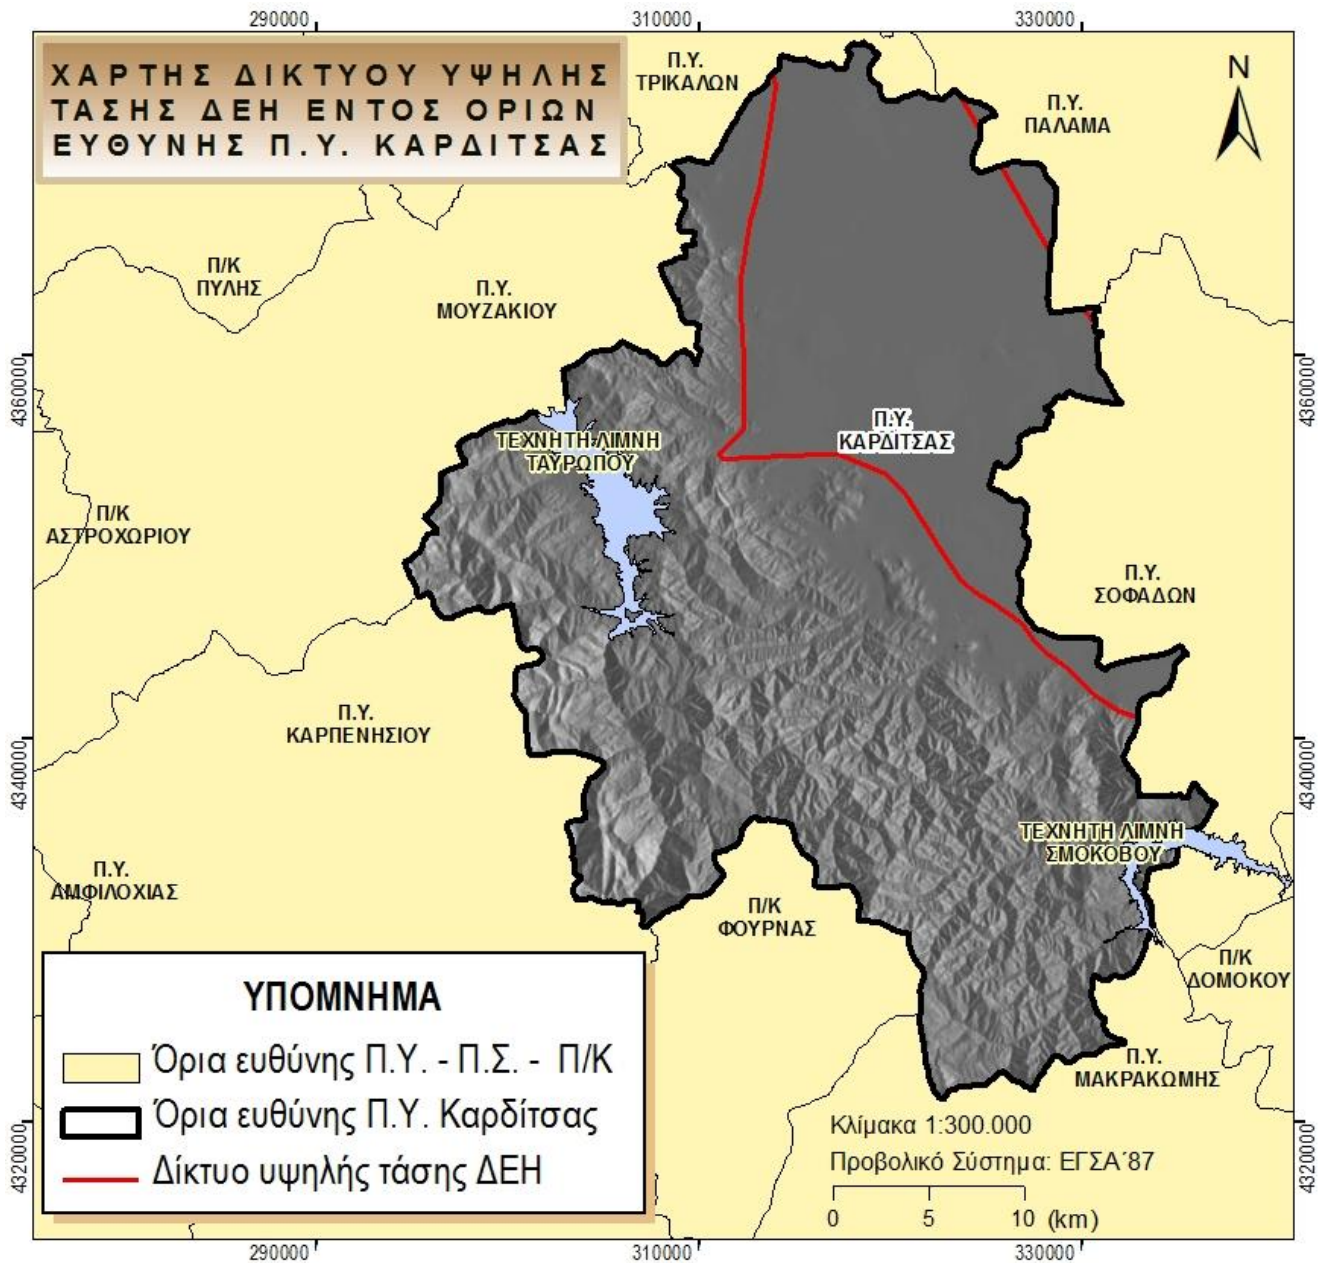 290000
310000
330000
ΧΑΡΤΗΣ ΔΙΚΤΥΟΥ ΥΨΗΛΗΣ
ΤΑΣΗΣ ΔΕΗ ΕΝΤΟΣ ΟΡΙΩΝ
ΕΥΘΥΝΗΣ Π.Υ. ΚΑΡΔΙΤΣΑΣ
Π.Υ.
ΤΡΙΚΑΛΩΝ
Π.Υ.
ΠΑΛΑΜΑ
N
Π/Κ
ΠΥΛΗΣ
Π.Υ.
ΜΟΥΖΑΚΙΟΥ
4360000
4360000
Π.Υ.
ΚΑΡΔΙΤΣΑΣ
ΤΕΧΝΗΤΗ ΛΙΜΝΗ
ΤΑΥΡΩΠΟΥ
Π/Κ
ΑΣΤΡΟΧΩΡΙΟΥ
Π.Υ.
ΣΟΦΑΔΩΝ
Π.Υ.
ΚΑΡΠΕΝΗΣΙΟΥ
4340000
4340000
ΤΕΧΝΗΤΗ ΛΙΜΝΗ
ΣΜΟΚΟΒΟΥ
Π.Υ.
ΑΜΦΙΛΟΧΙΑΣ
Π/Κ
ΦΟΥΡΝΑΣ
Π/Κ
ΔΟΜΟΚΟΥ
Π.Υ.
ΜΑΚΡΑΚΩΜΗΣ
ΥΠΟΜΝΗΜΑ
Όρια ευθύνης Π.Υ. - Π.Σ. - Π/Κ
Όρια ευθύνης Π.Υ. Καρδίτσας
Δίκτυο υψηλής τάσης ΔΕΗ
Κλίμακα 1:300.000
Προβολικό Σύστημα: ΕΓΣΑ΄87
0 5 10 (km)
4320000
4320000
290000
310000
330000